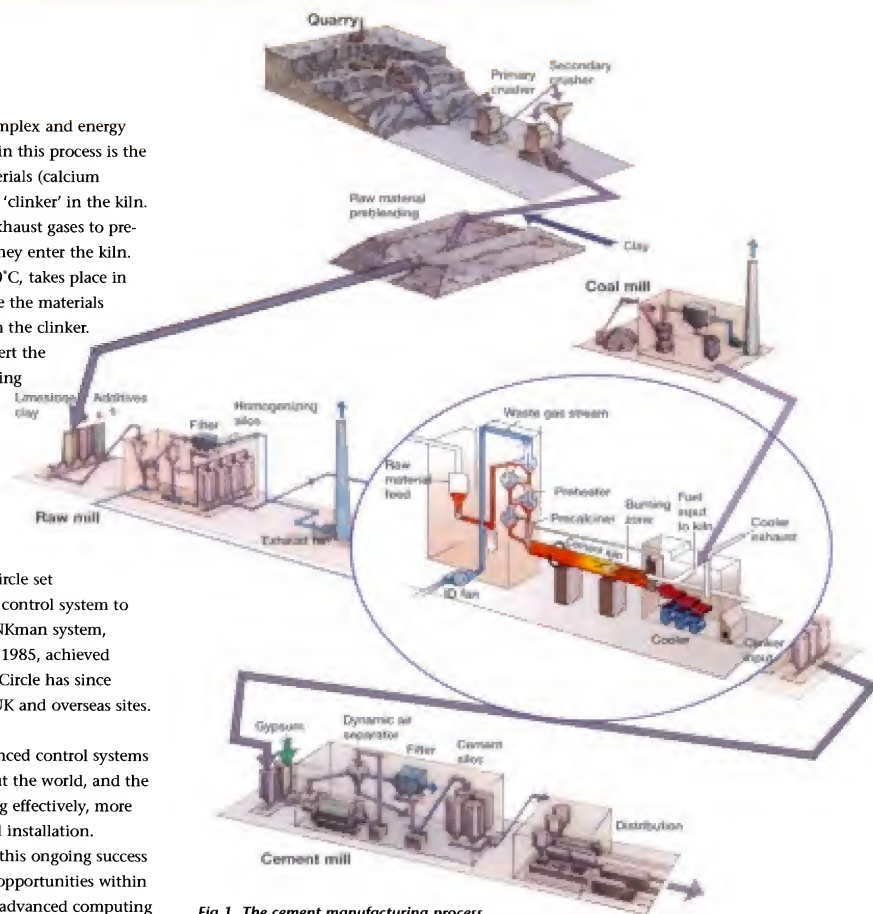 mplex and energy
in this process is the
erials (calcium
'clinker' in the kiln.
xhaust gases to pre-
hey enter the kiln.
0°C, takes place in
e the materials
n the clinker.
ert the
ing
ircle set
control system to
NKman system,
1985, achieved
Circle has since
UK and overseas sites.
nced control systems
ut the world, and the
g effectively, more
d installation.
this ongoing success
opportunities within
advanced computing
Quarry
Primary
crusher
Secondary
crusher
Raw material
preblending
Clay
Coal mill
Limestone
clay
Additives
Filter
Homogenizing
silos
Raw mill
Exhaust fan
Waste gas stream
Raw
material
feed
Preheater
Precalciner
Burning
zone
Fuel
input
to kiln
Cooler
exhaust
Cement kiln
ID fan
Cooler
Clinker
input
Gypsum
Dynamic air
separator
Filter
Cement
silos
Distribution
Cement mill
Fig 1. The cement manufacturing process